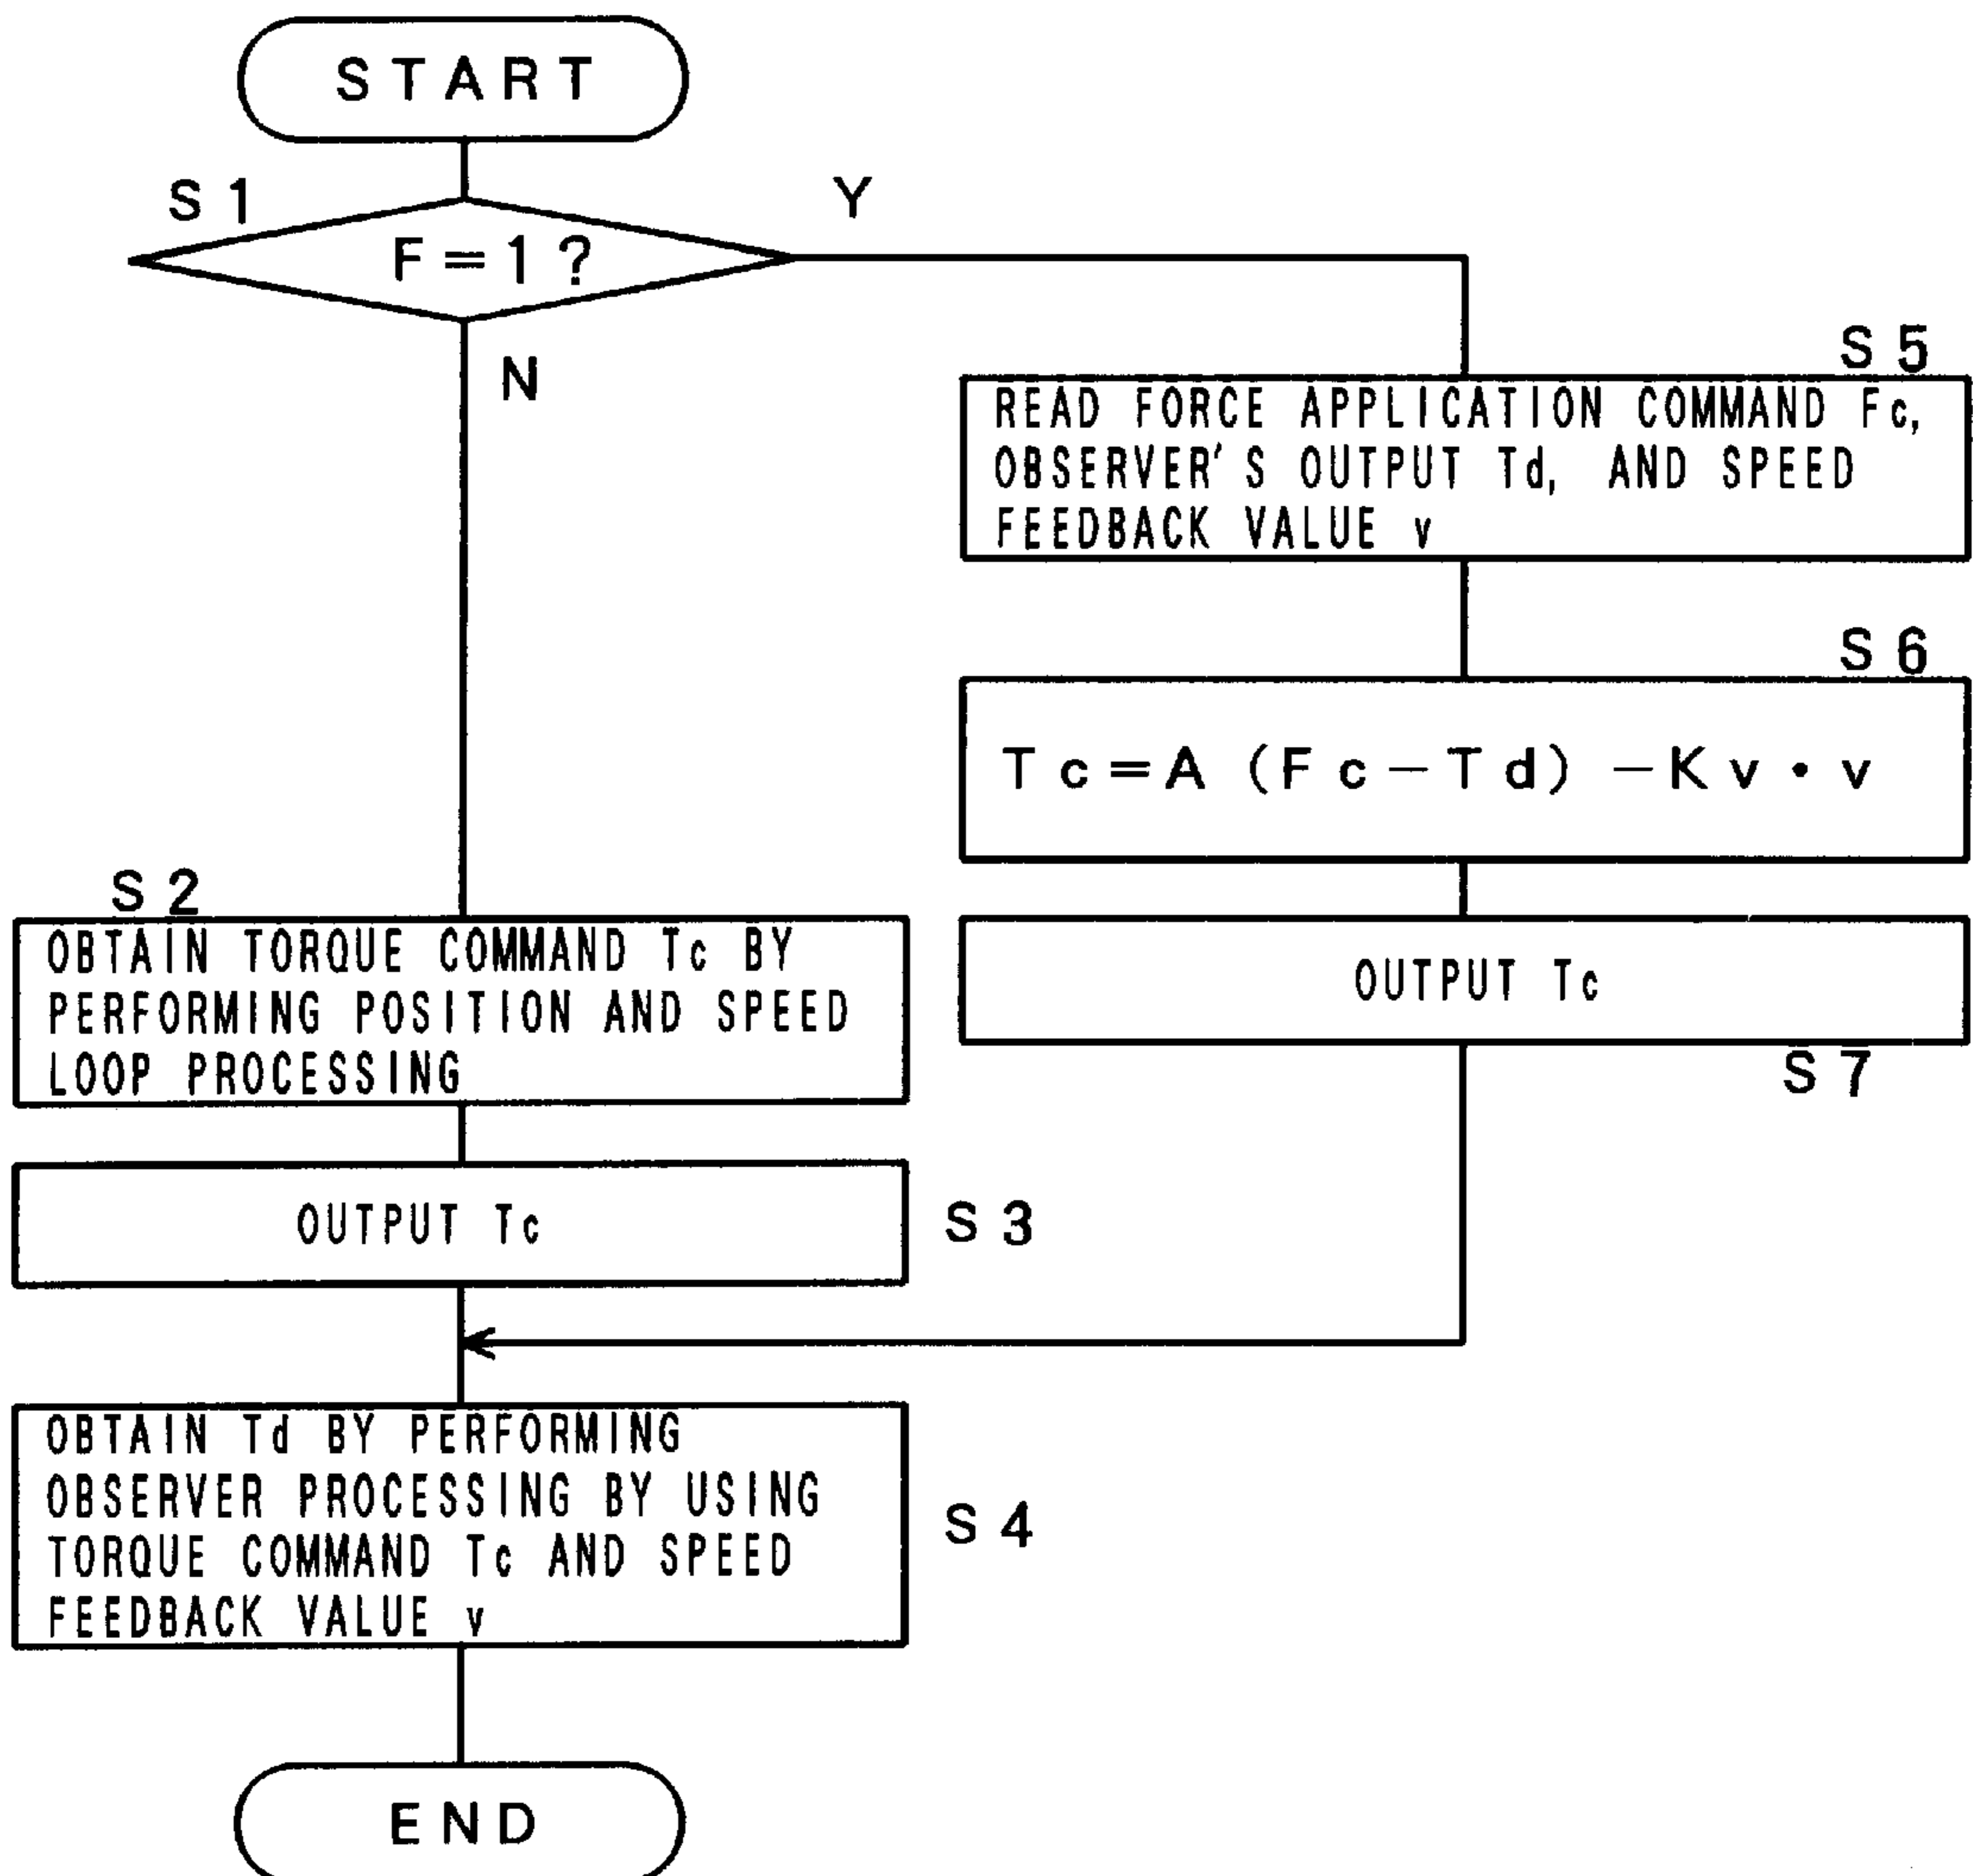 START
S1
F=1?
Y
N
S5
READ FORCE APPLICATION COMMAND Fc,
OBSERVER'S OUTPUT Td, AND SPEED
FEEDBACK VALUE v
S6
Tc=A (Fc-Td) -Kv・v
S2
OBTAIN TORQUE COMMAND Tc BY
PERFORMING POSITION AND SPEED
LOOP PROCESSING
OUTPUT Tc
S7
OUTPUT Tc
S3
OBTAIN Td BY PERFORMING
OBSERVER PROCESSING BY USING
TORQUE COMMAND Tc AND SPEED
FEEDBACK VALUE v
S4
END